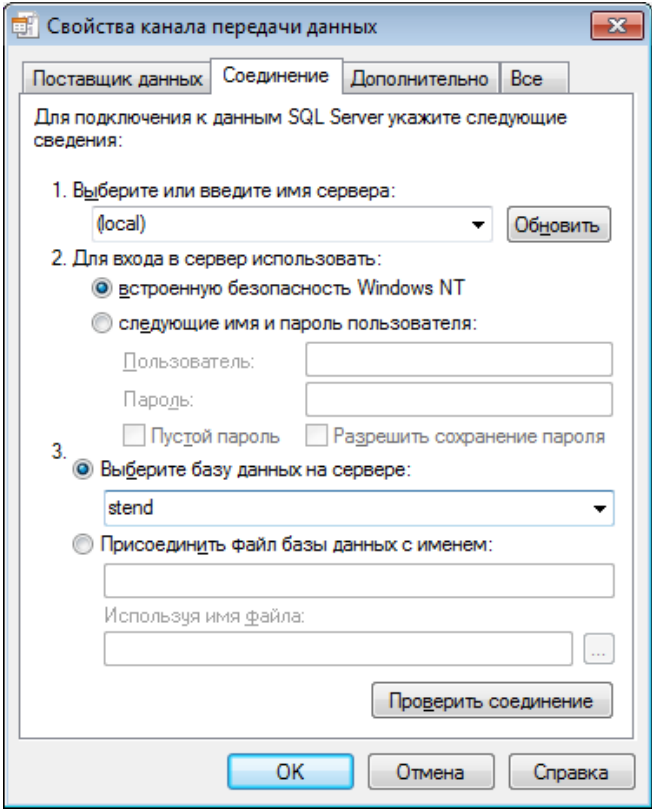 Свойства канала передачи данных
Поставщик данных
Соединение
Дополнительно
Все
Для подключения к данным SQL Server укажите следующие
сведения:
1. Выберите или введите имя сервера:
(local)
Обновить
2. Для входа в сервер использовать:
встроенную безопасность Windows NT
следующие имя и пароль пользователя:
Пользователь:
Пароль:
Пустой пароль
Разрешить сохранение пароля
3.
Выберите базу данных на сервере:
stend
Присоединить файл базы данных с именем:
Используя имя файла:
...
Проверить соединение
OK
Отмена
Справка